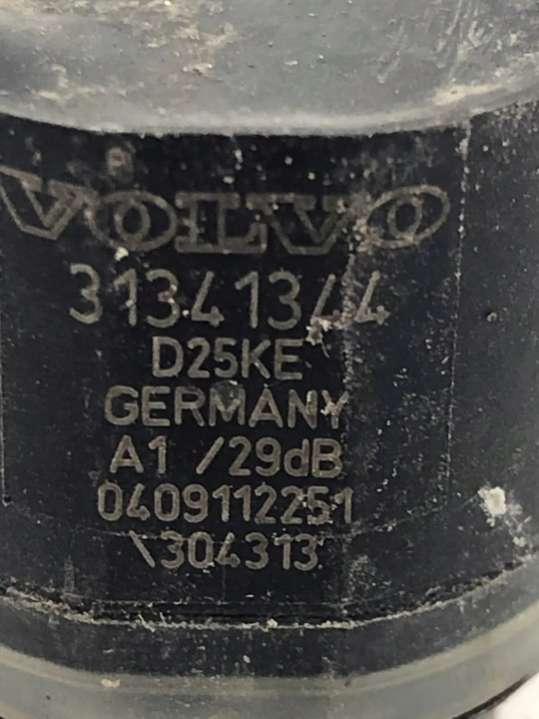 VOLVO
31341344
D25KE
GERMANY
A1 /29dB
0409112251
\304313